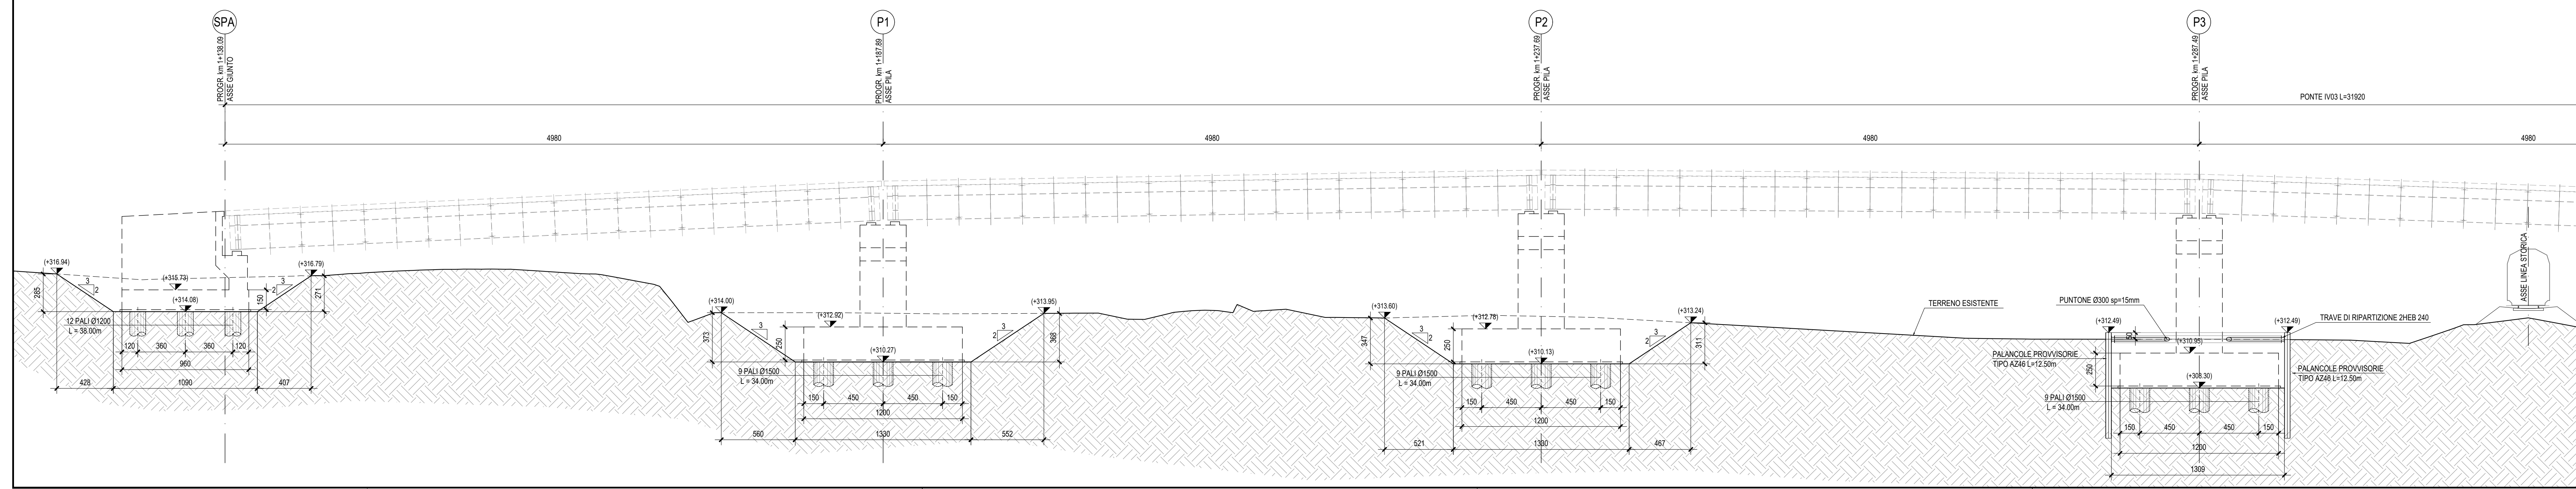 SPA
P1
P2
P3
PROGR. km 1+138.09
ASSE GIUNTO
PROGR. km 1+187.89
ASSE PILA
PROGR. km 1+237.69
ASSE PILA
PROGR. km 1+287.49
ASSE PILA
PONTE IV03 L=31920
4980
4980
4980
4980
(+316.94)
(+315.73)
(+314.08)
(+316.79)
3
2
3
2
285
150
271
12 PALI Ø1200
L = 38.00m
120
360
360
120
960
428
1090
407
(+314.00)
(+312.92)
(+310.27)
(+313.95)
3
2
3
2
373
250
368
9 PALI Ø1500
L = 34.00m
150
450
450
150
1200
560
1330
552
(+313.60)
(+312.78)
(+310.13)
(+313.24)
3
2
3
2
347
250
311
9 PALI Ø1500
L = 34.00m
150
450
450
150
1200
521
1330
467
TERRENO ESISTENTE
PUNTONE Ø300 sp=15mm
(+312.49)
(+312.49)
TRAVE DI RIPARTIZIONE 2HEB 240
50
(+310.95)
PALANCOLE PROVVISORIE
TIPO AZ46 L=12.50m
PALANCOLE PROVVISORIE
TIPO AZ46 L=12.50m
250
(+308.30)
9 PALI Ø1500
L = 34.00m
150
450
450
150
1200
1309
ASSE LINEA STORICA